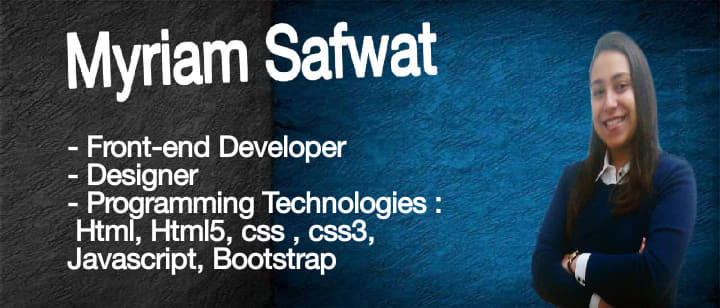 Myriam Safwat
- Front-end Developer
- Designer
- Programming Technologies :
Html, Html5, css , css3,
Javascript, Bootstrap